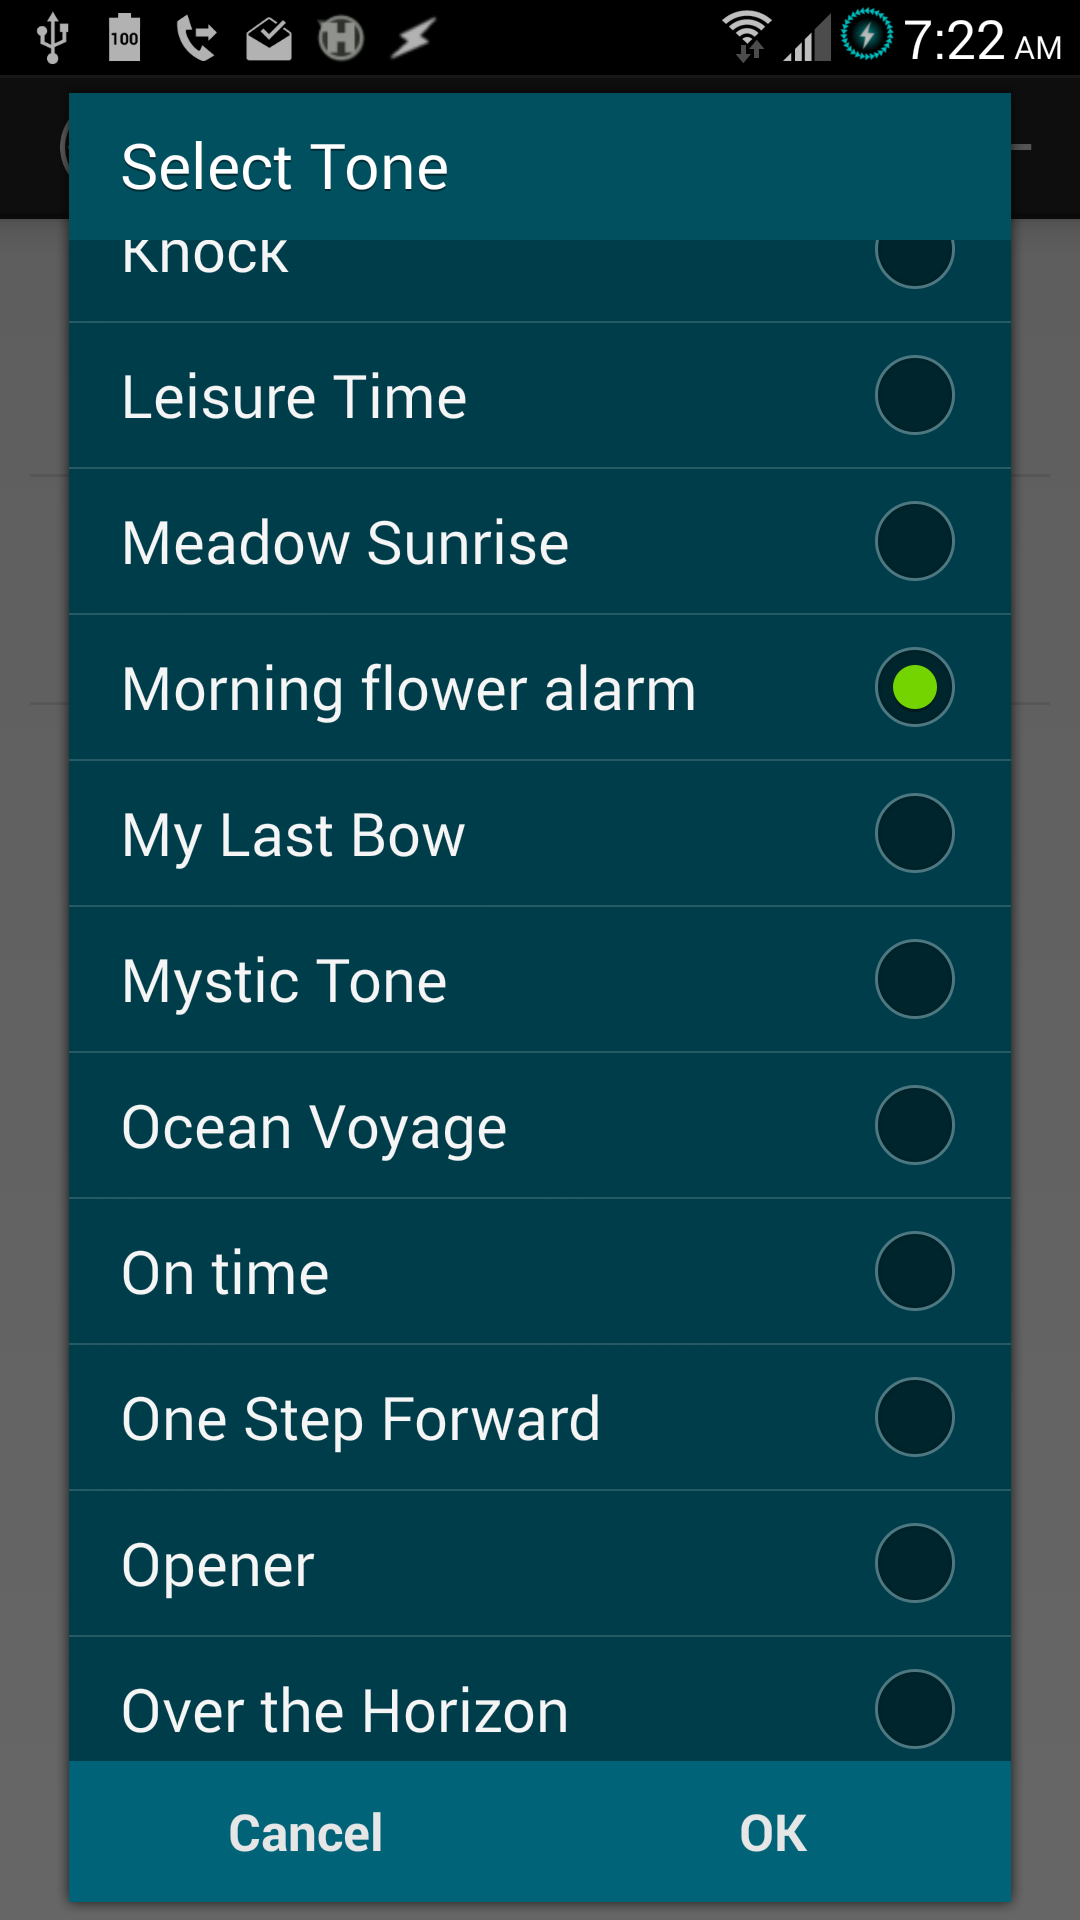 100
7:22 AM
Select Tone
Knock
Leisure Time
Meadow Sunrise
Morning flower alarm
My Last Bow
Mystic Tone
Ocean Voyage
On time
One Step Forward
Opener
Over the Horizon
Cancel
OK